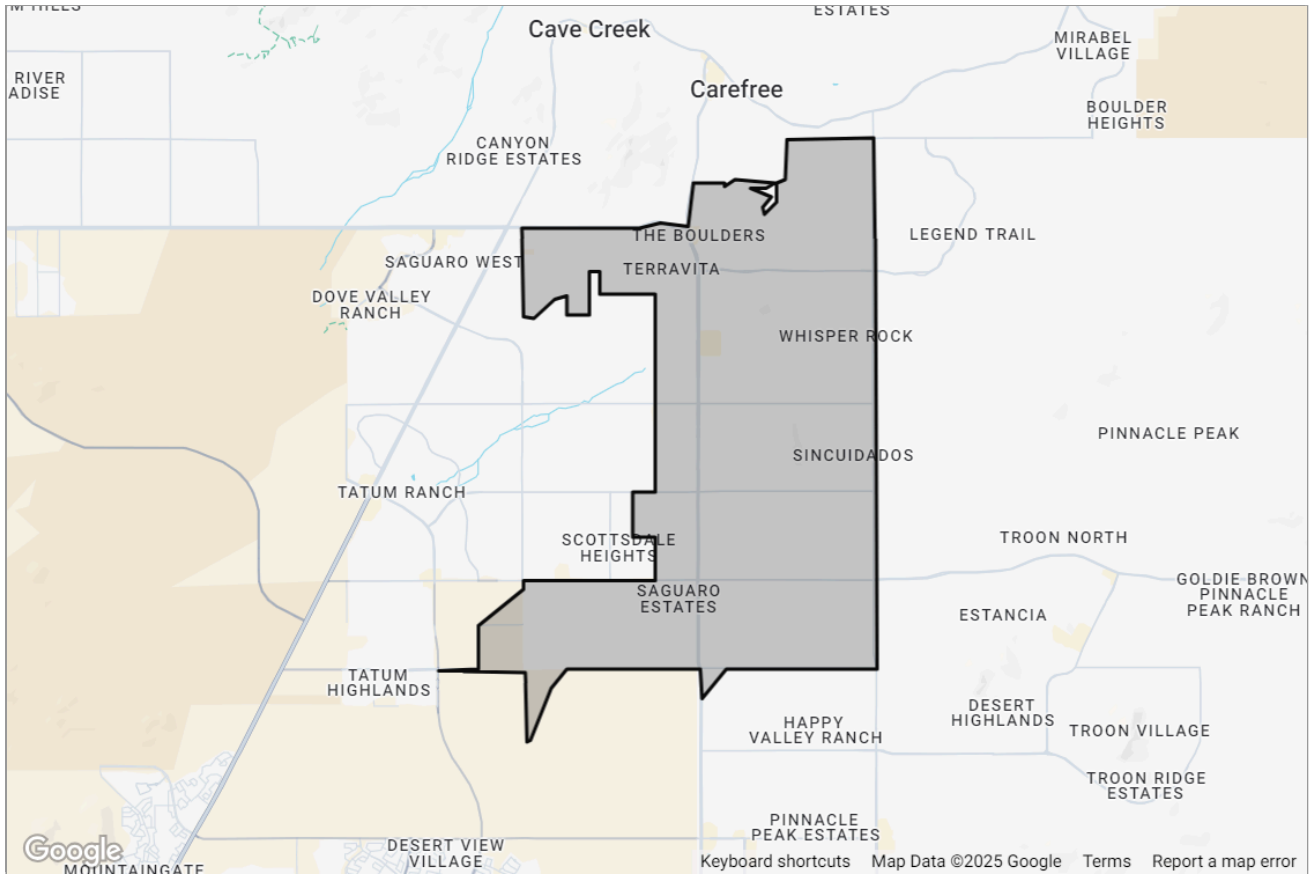 M HILLS
Cave Creek
ESTATES
MIRABEL
VILLAGE
RIVER
ADISE
Carefree
BOULDER
HEIGHTS
CANYON
RIDGE ESTATES
THE BOULDERS
LEGEND TRAIL
SAGUARO WEST
TERRAVITA
DOVE VALLEY
RANCH
WHISPER ROCK
PINNACLE PEAK
SINCUIDADOS
TATUM RANCH
SCOTTSDALE
HEIGHTS
TROON NORTH
GOLDIE BROWN
PINNACLE
PEAK RANCH
SAGUARO
ESTATES
ESTANCIA
TATUM
HIGHLANDS
DESERT
HIGHLANDS
HAPPY
VALLEY RANCH
TROON VILLAGE
TROON RIDGE
ESTATES
PINNACLE
PEAK ESTATES
DESERT VIEW
VILLAGE
Google
MOUNTAINGATE
Keyboard shortcuts Map Data ©2025 Google Terms Report a map error